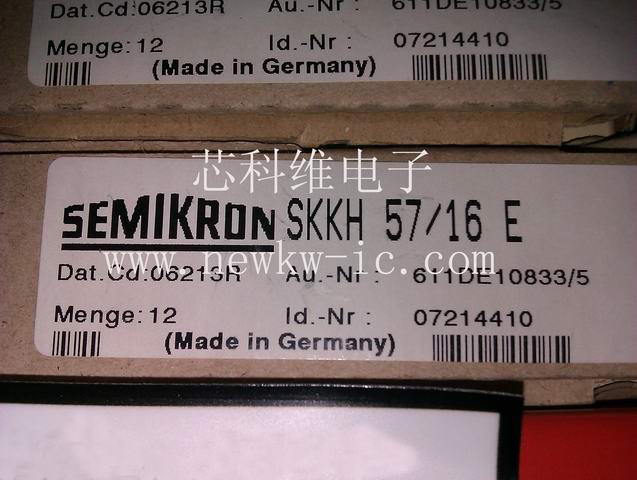 Dat.Cd:06213R Au.-Nr : 611DE10833/5
Menge:12 Id.-Nr : 07214410
(Made in Germany)
芯科维电子
SEMIKRON SKKH 57/16 E
www.newkw-ic.com
Dat.Cd:06213R Au.-Nr : 611DE10833/5
Menge:12 Id.-Nr : 07214410
(Made in Germany)